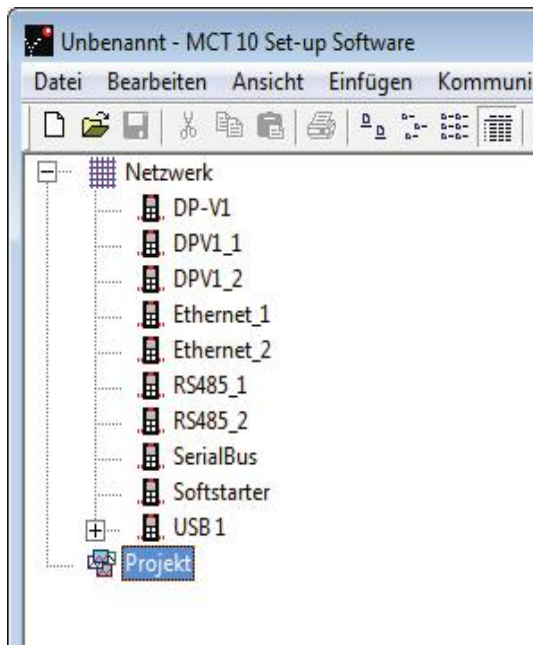 Unbenannt - MCT 10 Set-up Software
Datei Bearbeiten Ansicht Einfügen Kommuni
Netzwerk
DP-V1
DPV1_1
DPV1_2
Ethernet_1
Ethernet_2
RS485_1
RS485_2
SerialBus
Softstarter
USB 1
Projekt